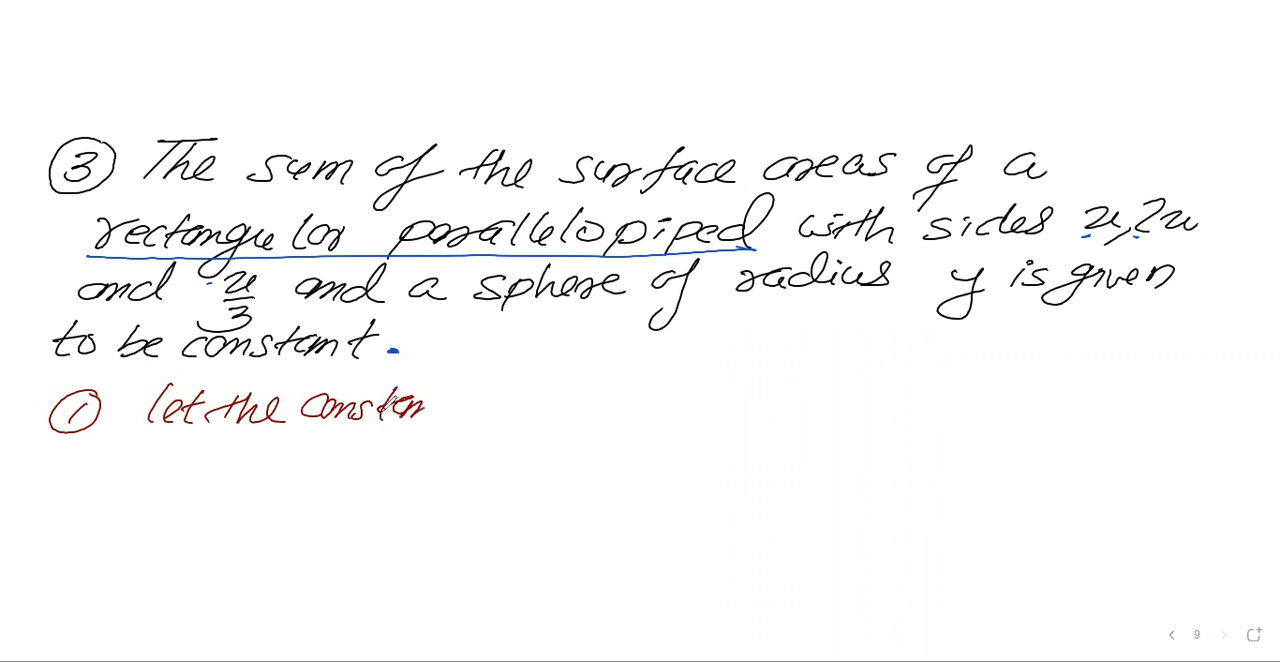 ③ The sum of the surface areas of a
rectangular parallelopiped with sides x, 2x
and x/3 and a sphere of radius y is given
to be constant.
① let the constan
9